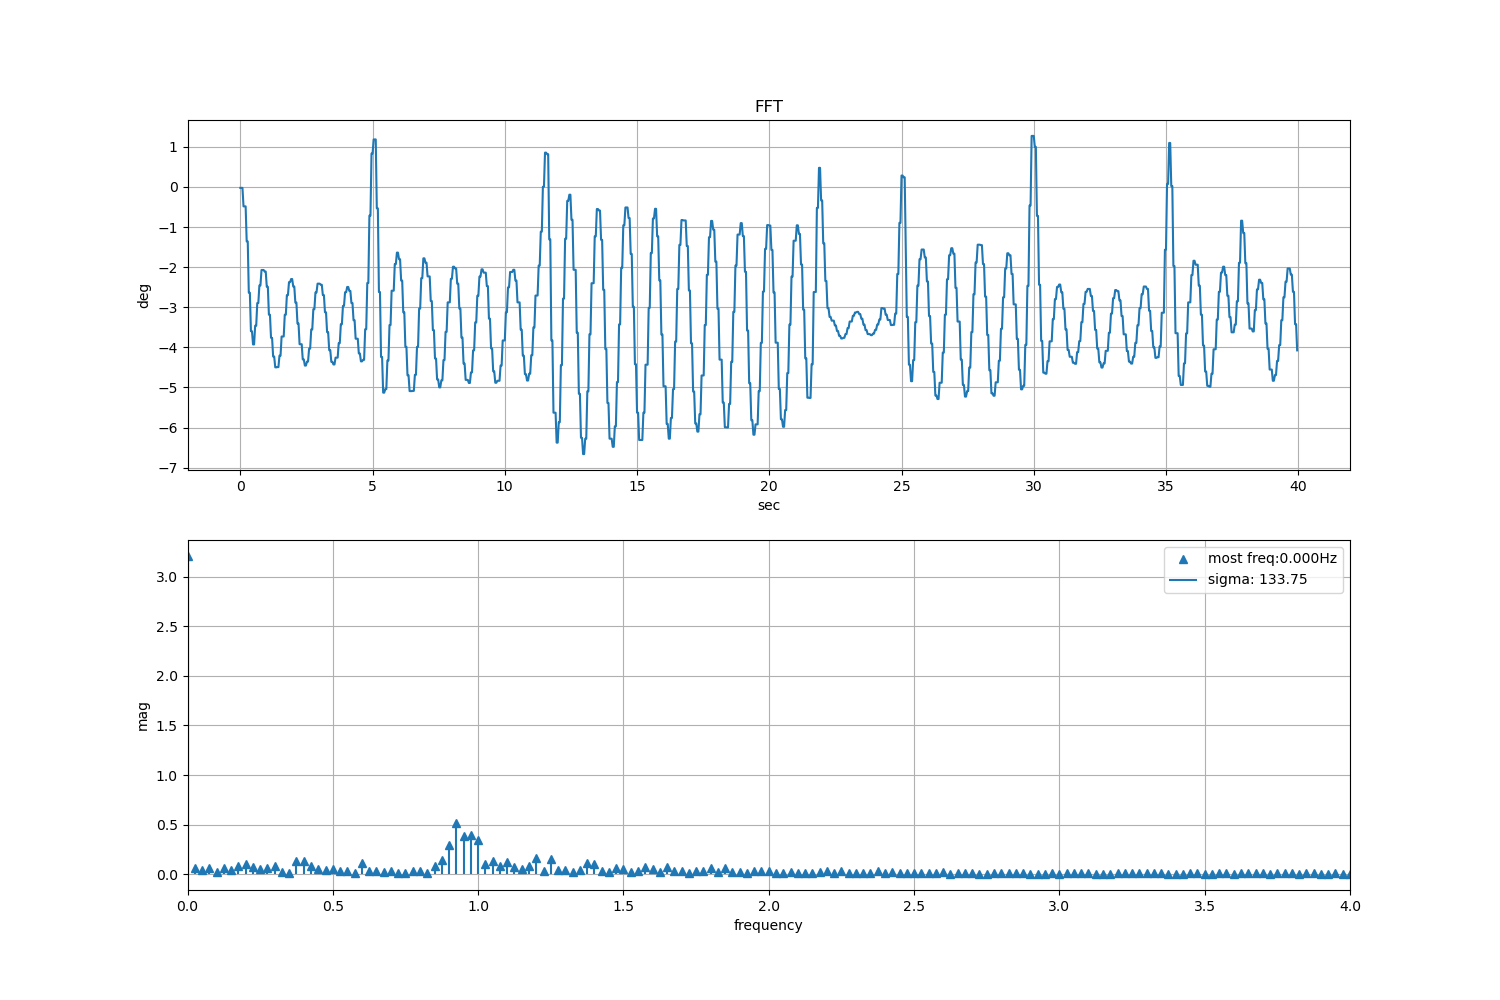 FFT
1
0
−1
−2
−3
−4
−5
−6
−7
deg
0 5 10 15 20 25 30 35 40
sec
most freq:0.000Hz
sigma: 133.75
3.0
2.5
2.0
1.5
1.0
0.5
0.0
mag
0.0 0.5 1.0 1.5 2.0 2.5 3.0 3.5 4.0
frequency